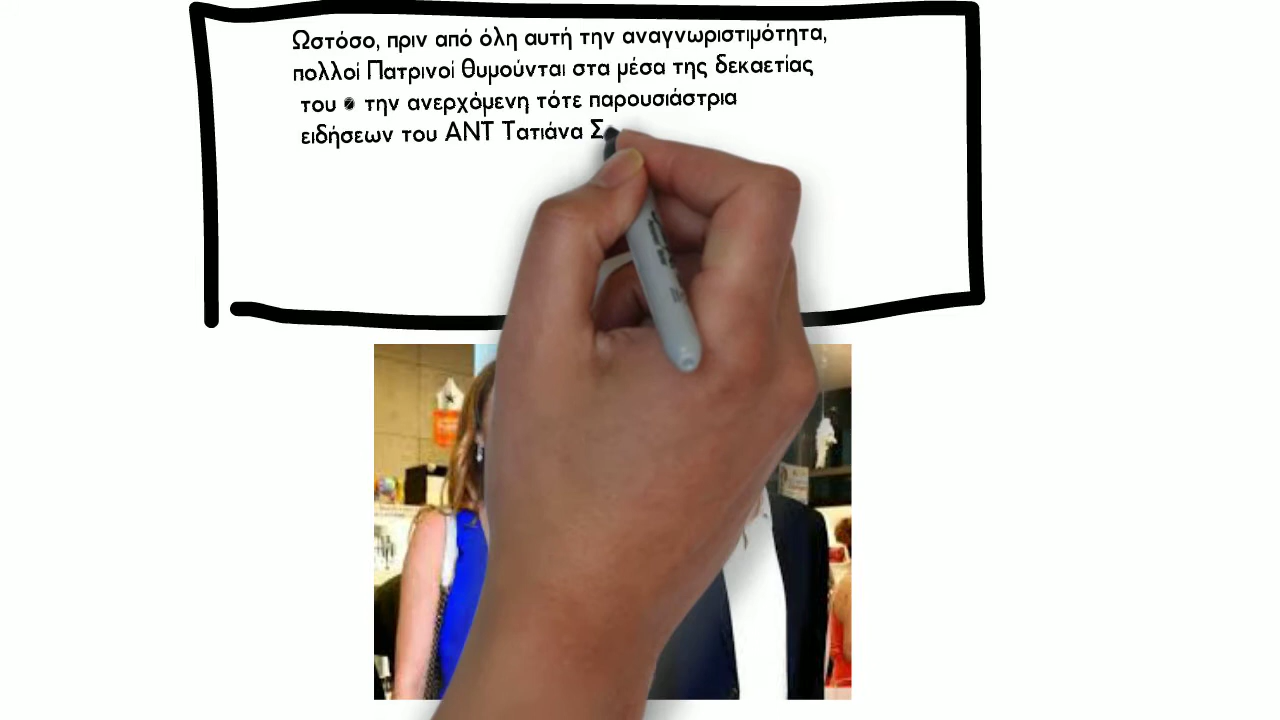 Ωστόσο, πριν από όλη αυτή την αναγνωριστιμότητα,
πολλοί Πατρινοί θυμούνται στα μέσα της δεκαετίας
του την ανερχόμενη τότε παρουσιάστρια
ειδήσεων του ΑΝΤ Τατιάνα Σ